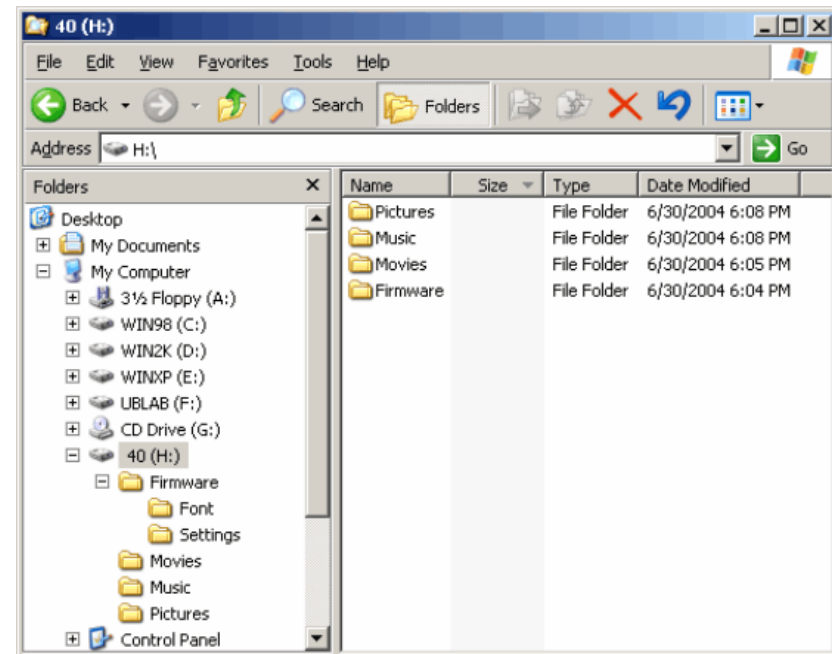 40 (H:)
File Edit View Favorites Tools Help
Back Search Folders
Address H:\ Go
Folders Name Size Type Date Modified
Desktop Pictures File Folder 6/30/2004 6:08 PM
My Documents Music File Folder 6/30/2004 6:08 PM
My Computer Movies File Folder 6/30/2004 6:05 PM
3½ Floppy (A:) Firmware File Folder 6/30/2004 6:04 PM
WIN98 (C:)
WIN2K (D:)
WINXP (E:)
UBLAB (F:)
CD Drive (G:)
40 (H:)
Firmware
Font
Settings
Movies
Music
Pictures
Control Panel